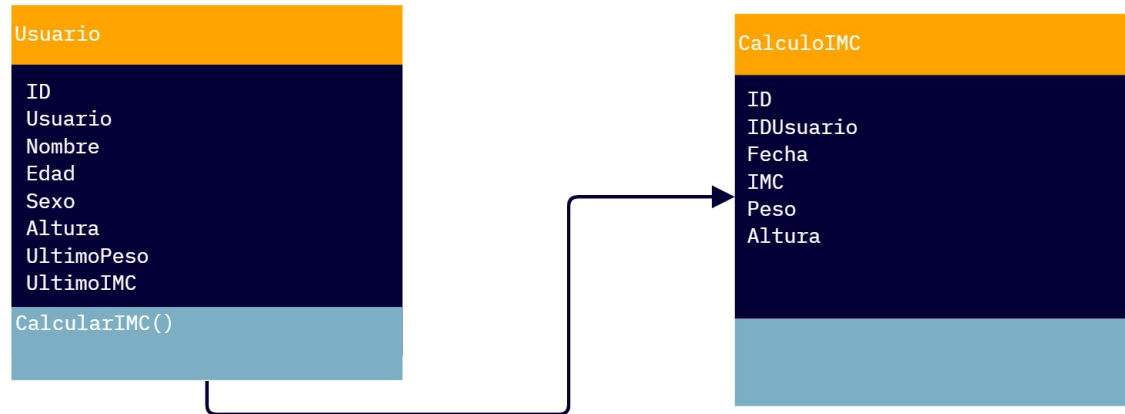 Usuario
ID
Usuario
Nombre
Edad
Sexo
Altura
UltimoPeso
UltimoIMC
CalcularIMC()
CalculoIMC
ID
IDUsuario
Fecha
IMC
Peso
Altura